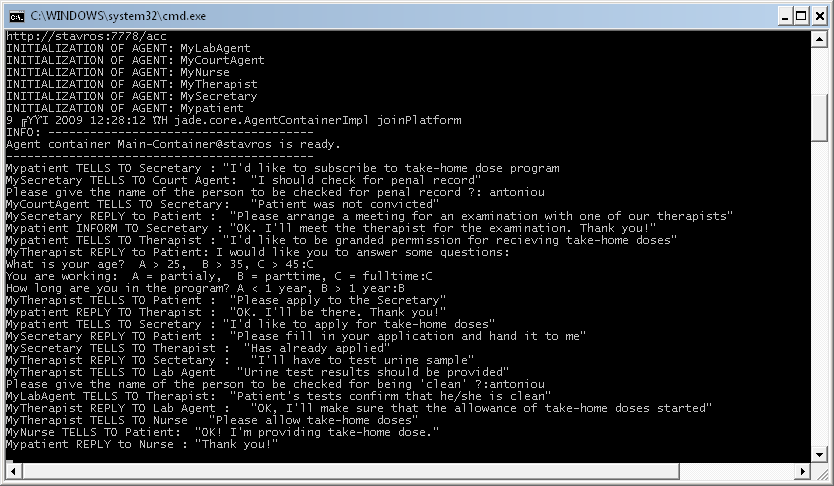 C:\WINDOWS\system32\cmd.exe
http://stavros:7778/acc
INITIALIZATION OF AGENT: MyLabAgent
INITIALIZATION OF AGENT: MyCourtAgent
INITIALIZATION OF AGENT: MyNurse
INITIALIZATION OF AGENT: MyTherapist
INITIALIZATION OF AGENT: MySecretary
INITIALIZATION OF AGENT: Mypatient
9 2009 12:28:12 jade.core.AgentContainerImpl joinPlatform
INFO: --------------------------------------
Agent container Main-Container@stavros is ready.
--------------------------------------------
Mypatient TELLS TO Secretary : "I'd like to subscribe to take-home dose program
MySecretary TELLS TO Court Agent:  "I should check for penal record"
Please give the name of the person to be checked for penal record ?: antoniou
MyCourtAgent TELLS TO Secretary:   "Patient was not convicted"
MySecretary REPLY to Patient :  "Please arrange a meeting for an examination with one of our therapists"
Mypatient INFORM TO Secretary : "OK. I'll meet the therapist for the examination. Thank you!"
Mypatient TELLS TO Therapist : "I'd like to be granded permission for recieving take-home doses"
MyTherapist REPLY to Patient: I would like you to answer some questions:
What is your age?  A > 25,  B > 35, C > 45:C
You are working:  A = partialy,  B = parttime, C = fulltime:C
How long are you in the program? A < 1 year, B > 1 year:B
MyTherapist TELLS TO Patient :  "Please apply to the Secretary"
Mypatient REPLY TO Therapist :  "OK. I'll be there. Thank you!"
Mypatient TELLS TO Secretary : "I'd like to apply for take-home doses"
MySecretary REPLY TO Patient :  "Please fill in your application and hand it to me"
MySecretary TELLS TO Therapist :  "Has already applied"
MyTherapist REPLY TO Sectetary :  "I'll have to test urine sample"
MyTherapist TELLS TO Lab Agent   "Urine test results should be provided"
Please give the name of the person to be checked for being 'clean' ?:antoniou
MyLabAgent TELLS TO Therapist:  "Patient's tests confirm that he/she is clean"
MyTherapist REPLY TO Lab Agent :   "OK, I'll make sure that the allowance of take-home doses started"
MyTherapist TELLS TO Nurse   "Please allow take-home doses"
MyNurse TELLS TO Patient:  "OK! I'm providing take-home dose."
Mypatient REPLY to Nurse : "Thank you!"